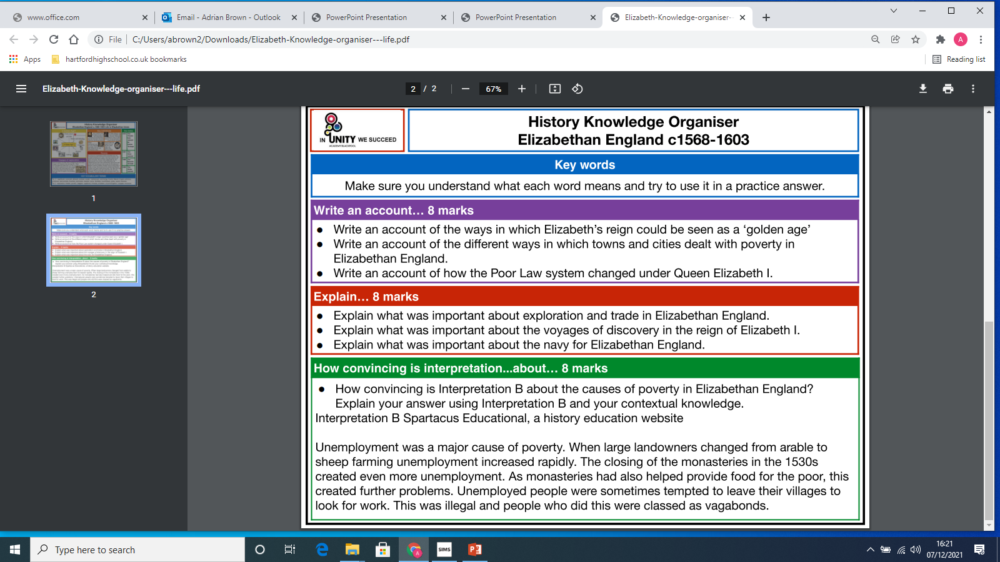 www.office.com
Email - Adrian Brown - Outlook
PowerPoint Presentation
PowerPoint Presentation
Elizabeth-Knowledge-organiser-
File
C:/Users/abrown2/Downloads/Elizabeth-Knowledge-organiser---life.pdf
A
Apps
hartfordhighschool.co.uk bookmarks
Reading list
Elizabeth-Knowledge-organiser---life.pdf
2 / 2
67%
1
2
IN UNITY WE SUCCEED
ACADEMY BLACKPOOL
History Knowledge Organiser
Elizabethan England c1568-1603
Key words
Make sure you understand what each word means and try to use it in a practice answer.
Write an account... 8 marks
● Write an account of the ways in which Elizabeth's reign could be seen as a 'golden age'
● Write an account of the different ways in which towns and cities dealt with poverty in
Elizabethan England.
● Write an account of how the Poor Law system changed under Queen Elizabeth I.
Explain... 8 marks
● Explain what was important about exploration and trade in Elizabethan England.
● Explain what was important about the voyages of discovery in the reign of Elizabeth I.
● Explain what was important about the navy for Elizabethan England.
How convincing is interpretation...about... 8 marks
● How convincing is Interpretation B about the causes of poverty in Elizabethan England?
Explain your answer using Interpretation B and your contextual knowledge.
Interpretation B Spartacus Educational, a history education website
Unemployment was a major cause of poverty. When large landowners changed from arable to
sheep farming unemployment increased rapidly. The closing of the monasteries in the 1530s
created even more unemployment. As monasteries had also helped provide food for the poor, this
created further problems. Unemployed people were sometimes tempted to leave their villages to
look for work. This was illegal and people who did this were classed as vagabonds.
Type here to search
SIMS
16:21
07/12/2021